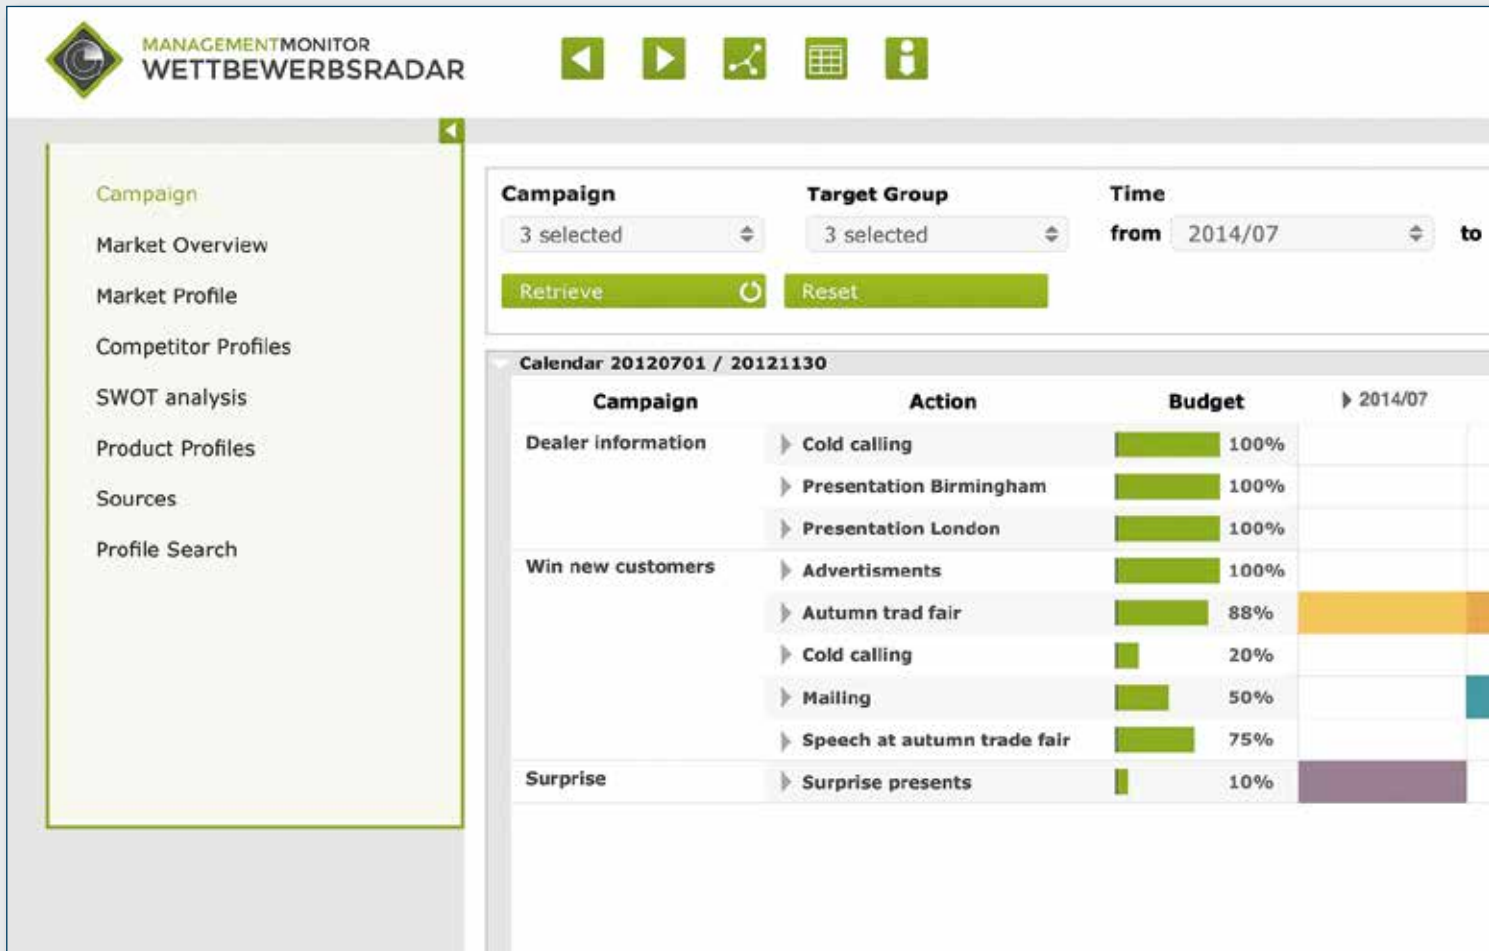 MANAGEMENTMONITOR
WETTBEWERBSRADAR
Campaign
Market Overview
Market Profile
Competitor Profiles
SWOT analysis
Product Profiles
Sources
Profile Search
Campaign Target Group Time
3 selected 3 selected from 2014/07 to
Retrieve Reset
Calendar 20120701 / 20121130
Campaign Action Budget 2014/07
Dealer information Cold calling 100%
Presentation Birmingham 100%
Presentation London 100%
Win new customers Advertisments 100%
Autumn trad fair 88%
Cold calling 20%
Mailing 50%
Speech at autumn trade fair 75%
Surprise Surprise presents 10%